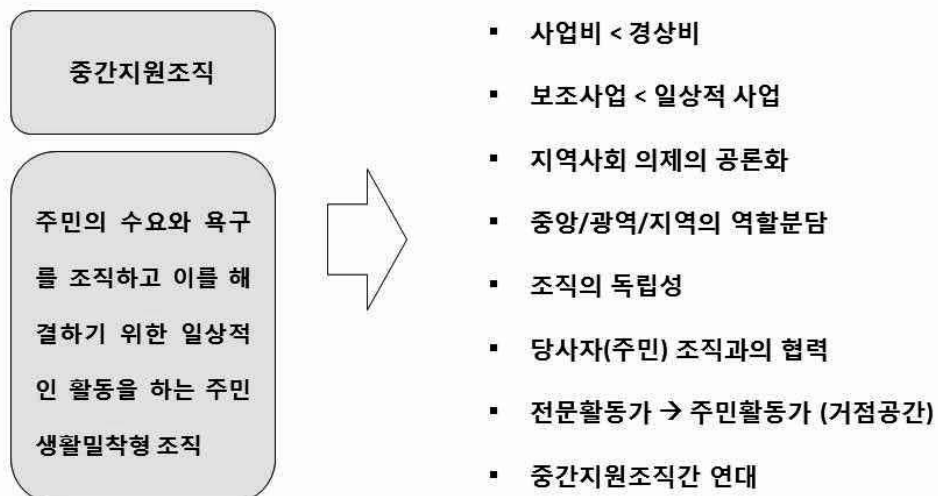 중간지원조직
주민의 수요와 욕구
를 조직하고 이를 해
결하기 위한 일상적
인 활동을 하는 주민
생활밀착형 조직
▪ 사업비 < 경상비
▪ 보조사업 < 일상적 사업
▪ 지역사회 의제의 공론화
▪ 중앙/광역/지역의 역할분담
▪ 조직의 독립성
▪ 당사자(주민) 조직과의 협력
▪ 전문활동가 → 주민활동가 (거점공간)
▪ 중간지원조직간 연대